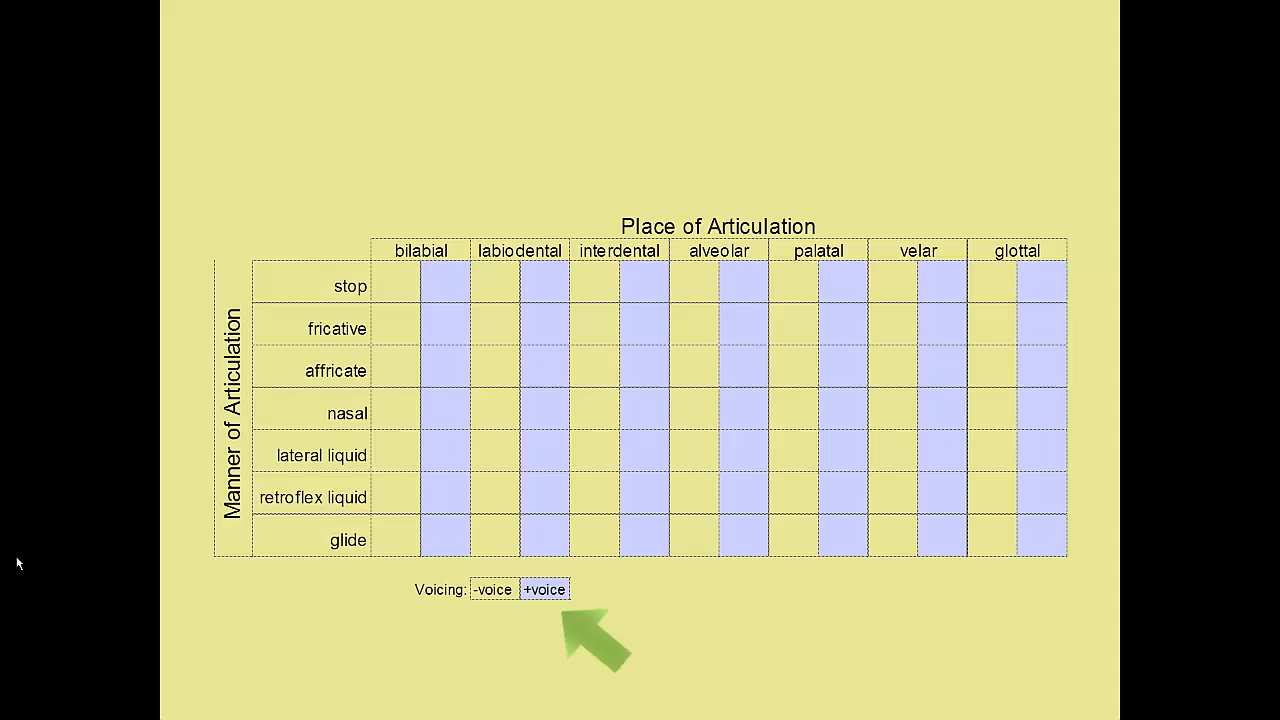 Place of Articulation
bilabial labiodental interdental alveolar palatal velar glottal
Manner of Articulation
stop
fricative
affricate
nasal
lateral liquid
retroflex liquid
glide
Voicing: -voice +voice